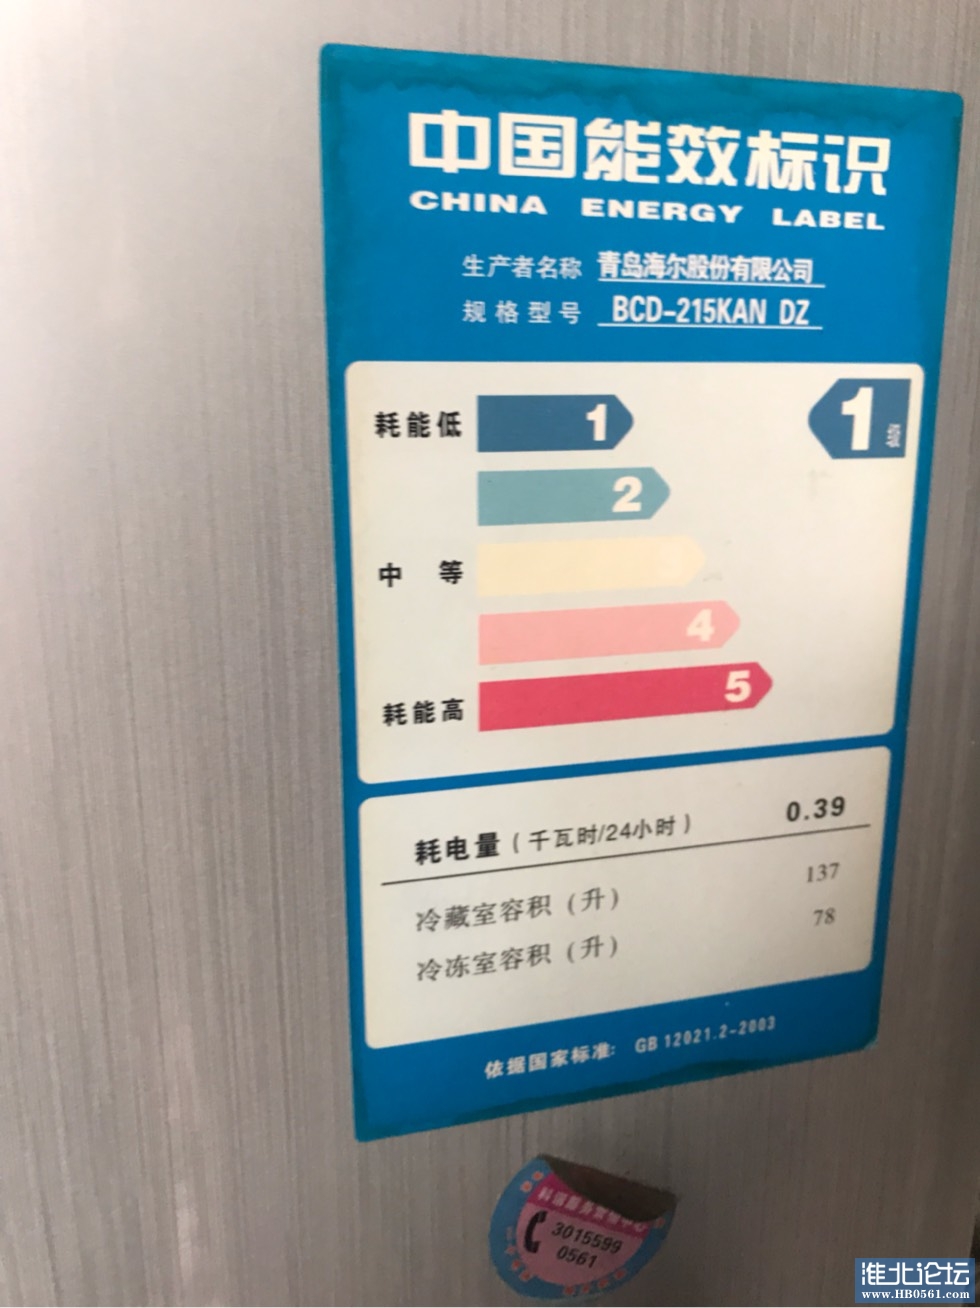 中国能效标识
CHINA ENERGY LABEL
生产者名称 青岛海尔股份有限公司
规格型号 BCD-215KAN DZ
耗能低 1 1级
2
中 等
4
耗能高 5
耗电量(千瓦时/24小时) 0.39
冷藏室容积(升) 137
冷冻室容积(升) 78
依据国家标准: GB 12021.2-2003
3015599
0561
淮北论坛
www.HB0561.com